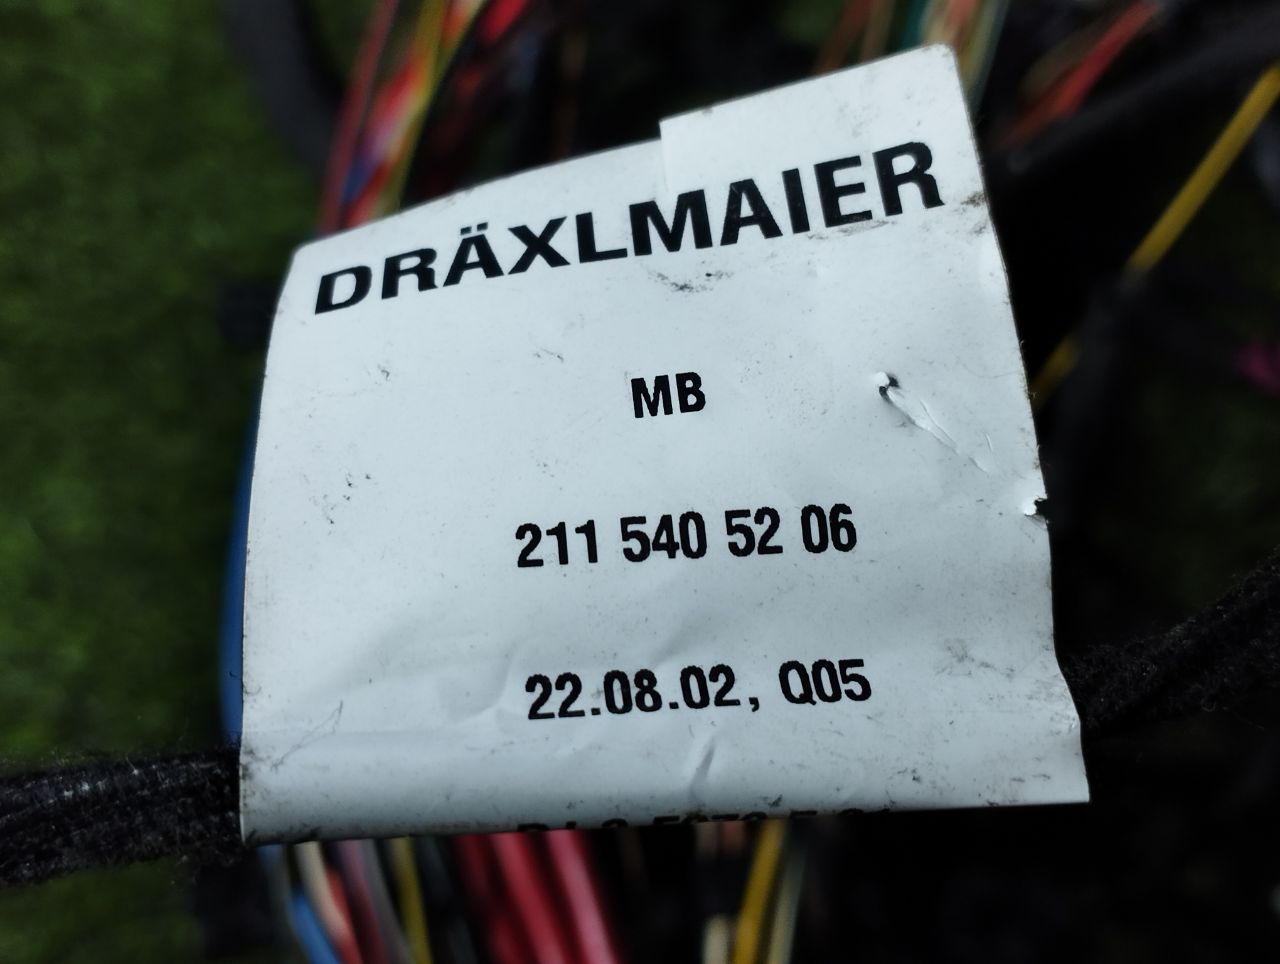 DRÄXLMAIER
MB
211 540 52 06
22.08.02, Q05